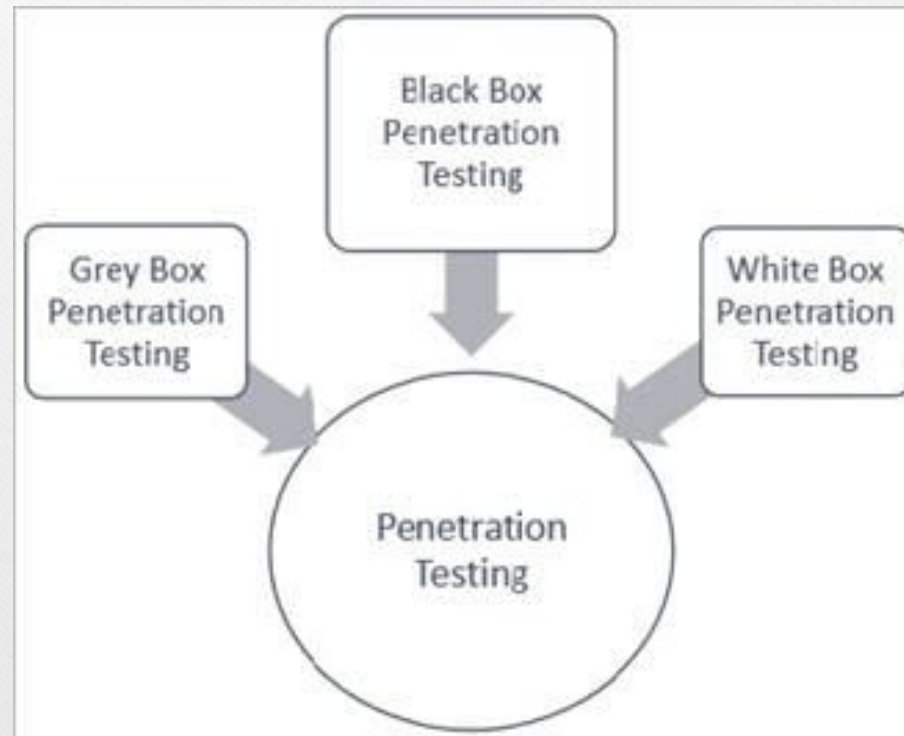 Black Box
Penetration
Testing
Grey Box
Penetration
Testing
White Box
Penetration
Testing
Penetration
Testing